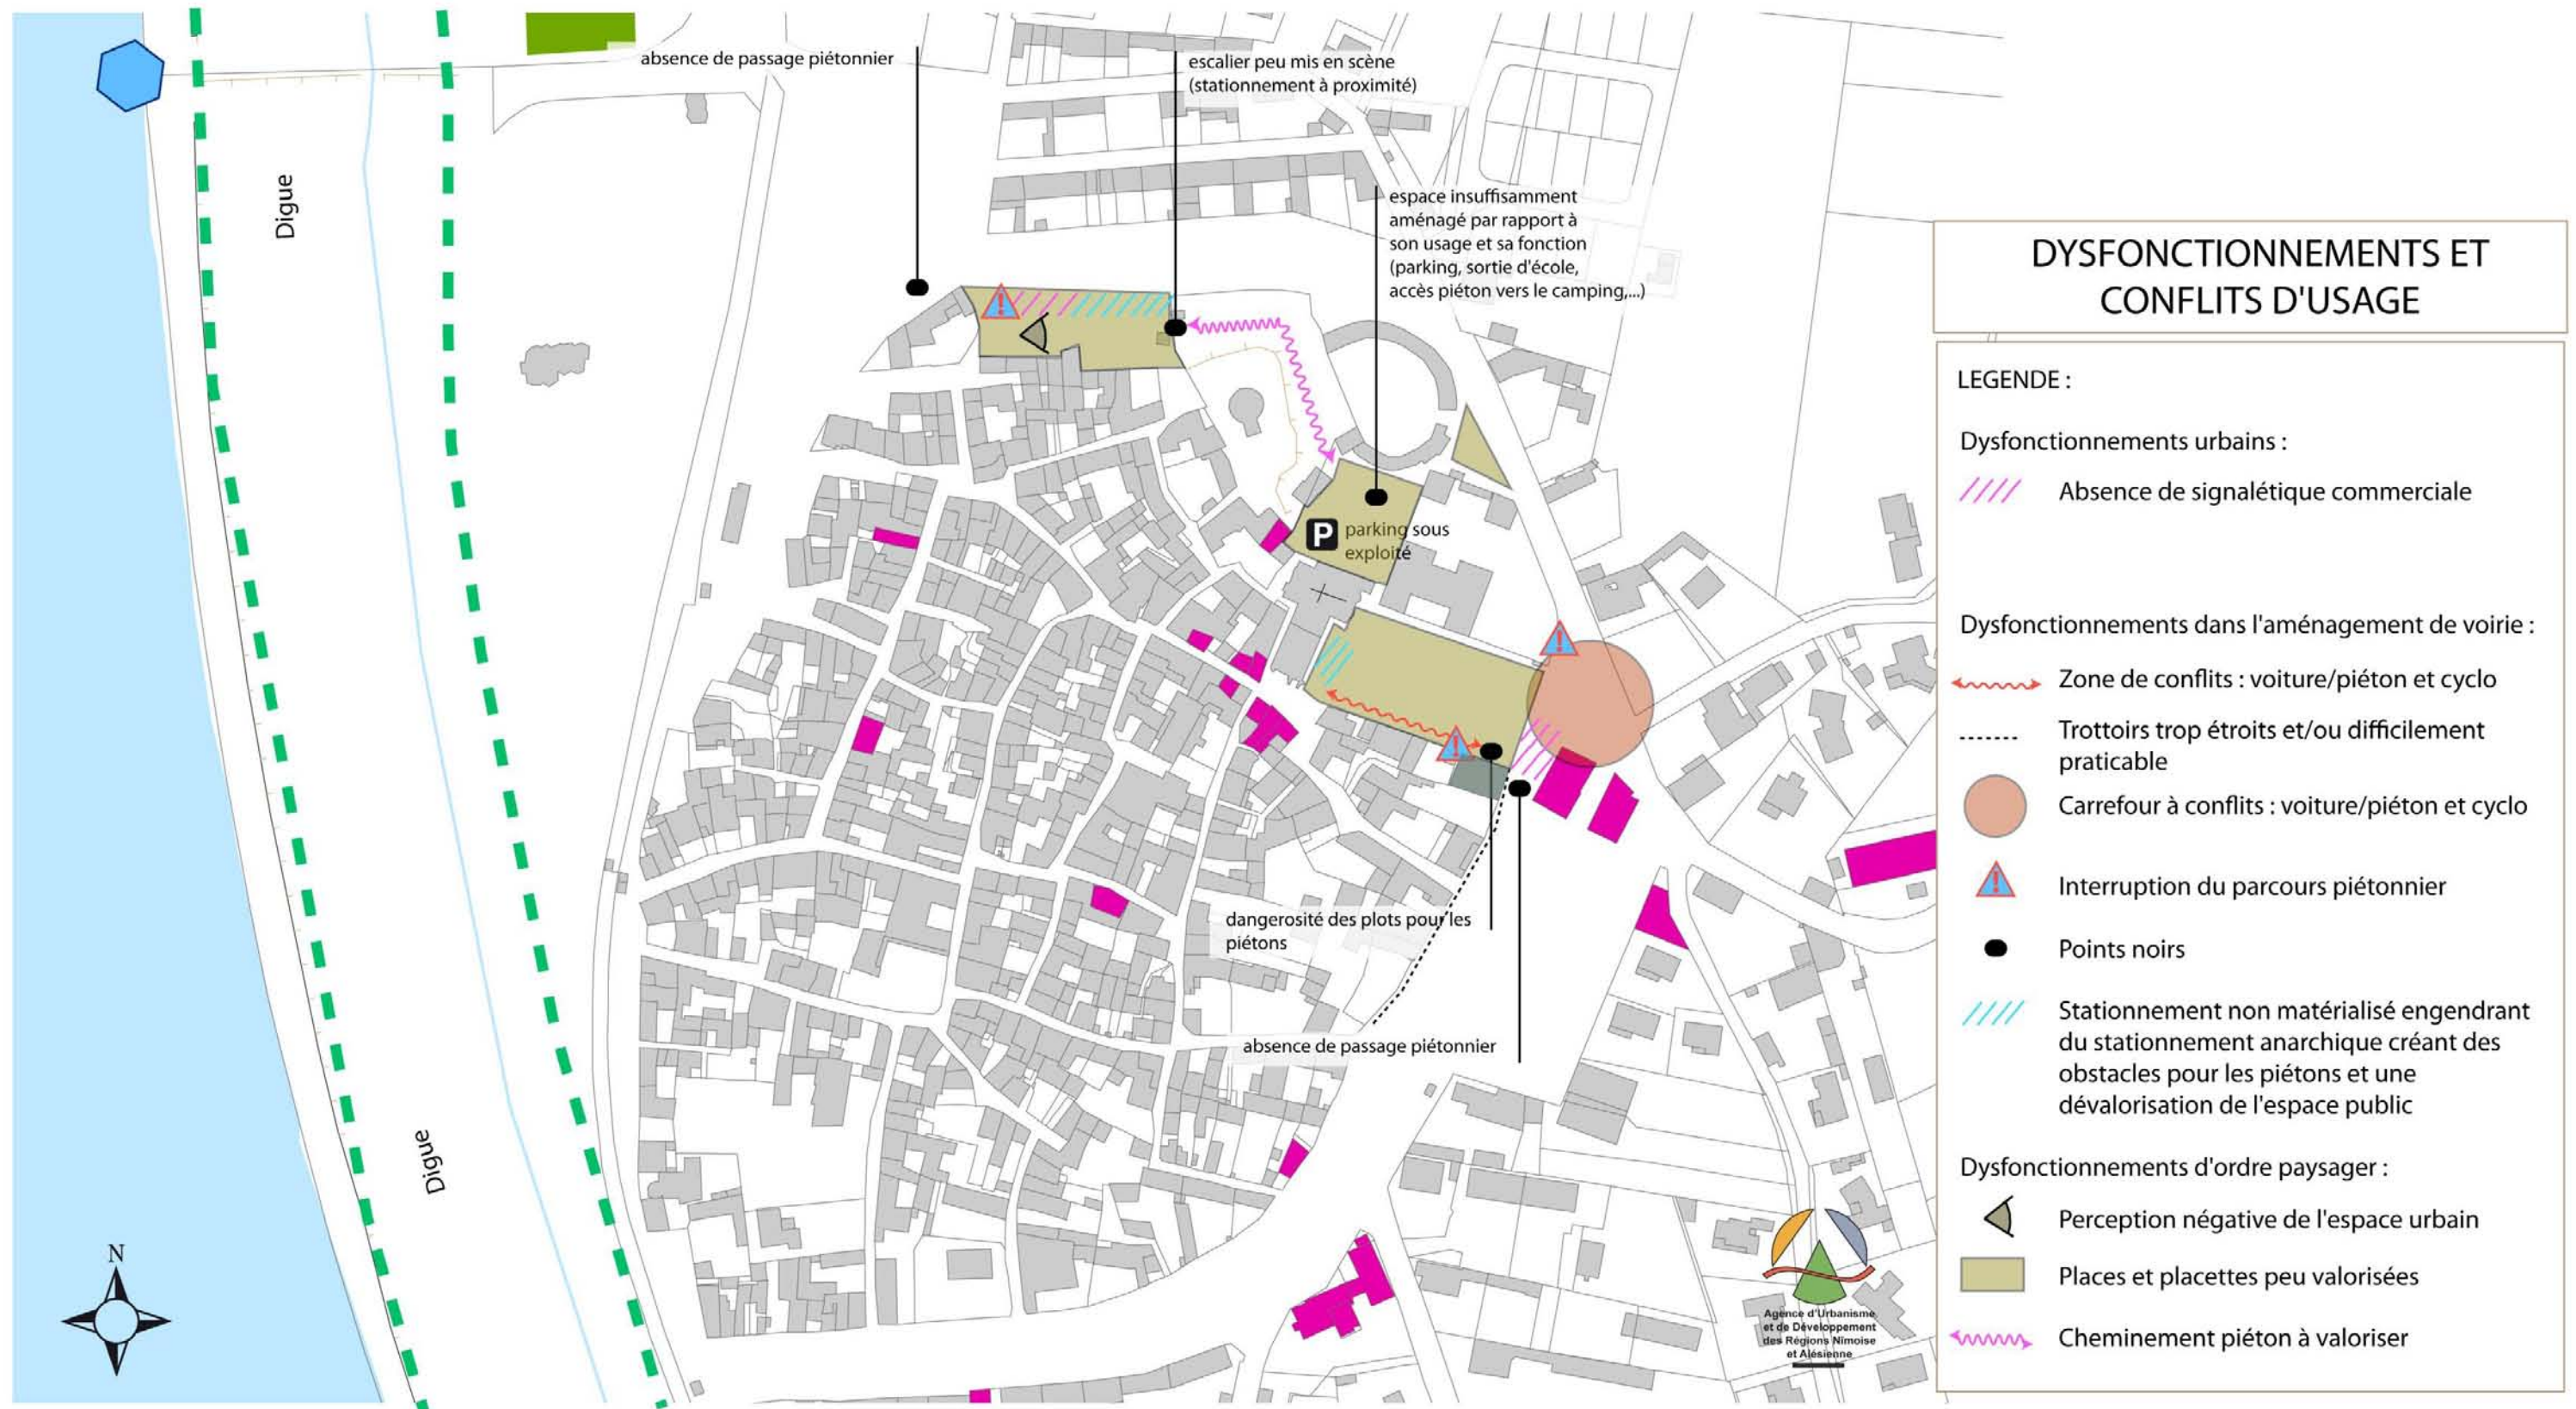 absence de passage piétonnier
escalier peu mis en scène
(stationnement à proximité)
Digue
espace insuffisamment
aménagé par rapport à
son usage et sa fonction
(parking, sortie d'école,
accès piéton vers le camping,...)
P
parking sous
exploité
dangerosité des plots pour les
piétons
absence de passage piétonnier
Digue
N
DYSFONCTIONNEMENTS ET
CONFLITS D'USAGE
LEGENDE :
Dysfonctionnements urbains :
Absence de signalétique commerciale
Dysfonctionnements dans l'aménagement de voirie :
Zone de conflits : voiture/piéton et cyclo
Trottoirs trop étroits et/ou difficilement
praticable
Carrefour à conflits : voiture/piéton et cyclo
Interruption du parcours piétonnier
Points noirs
Stationnement non matérialisé engendrant
du stationnement anarchique créant des
obstacles pour les piétons et une
dévalorisation de l'espace public
Dysfonctionnements d'ordre paysager :
Perception négative de l'espace urbain
Places et placettes peu valorisées
Cheminement piéton à valoriser
Agence d'Urbanisme
et de Développement
des Régions Nîmoise
et Alésienne